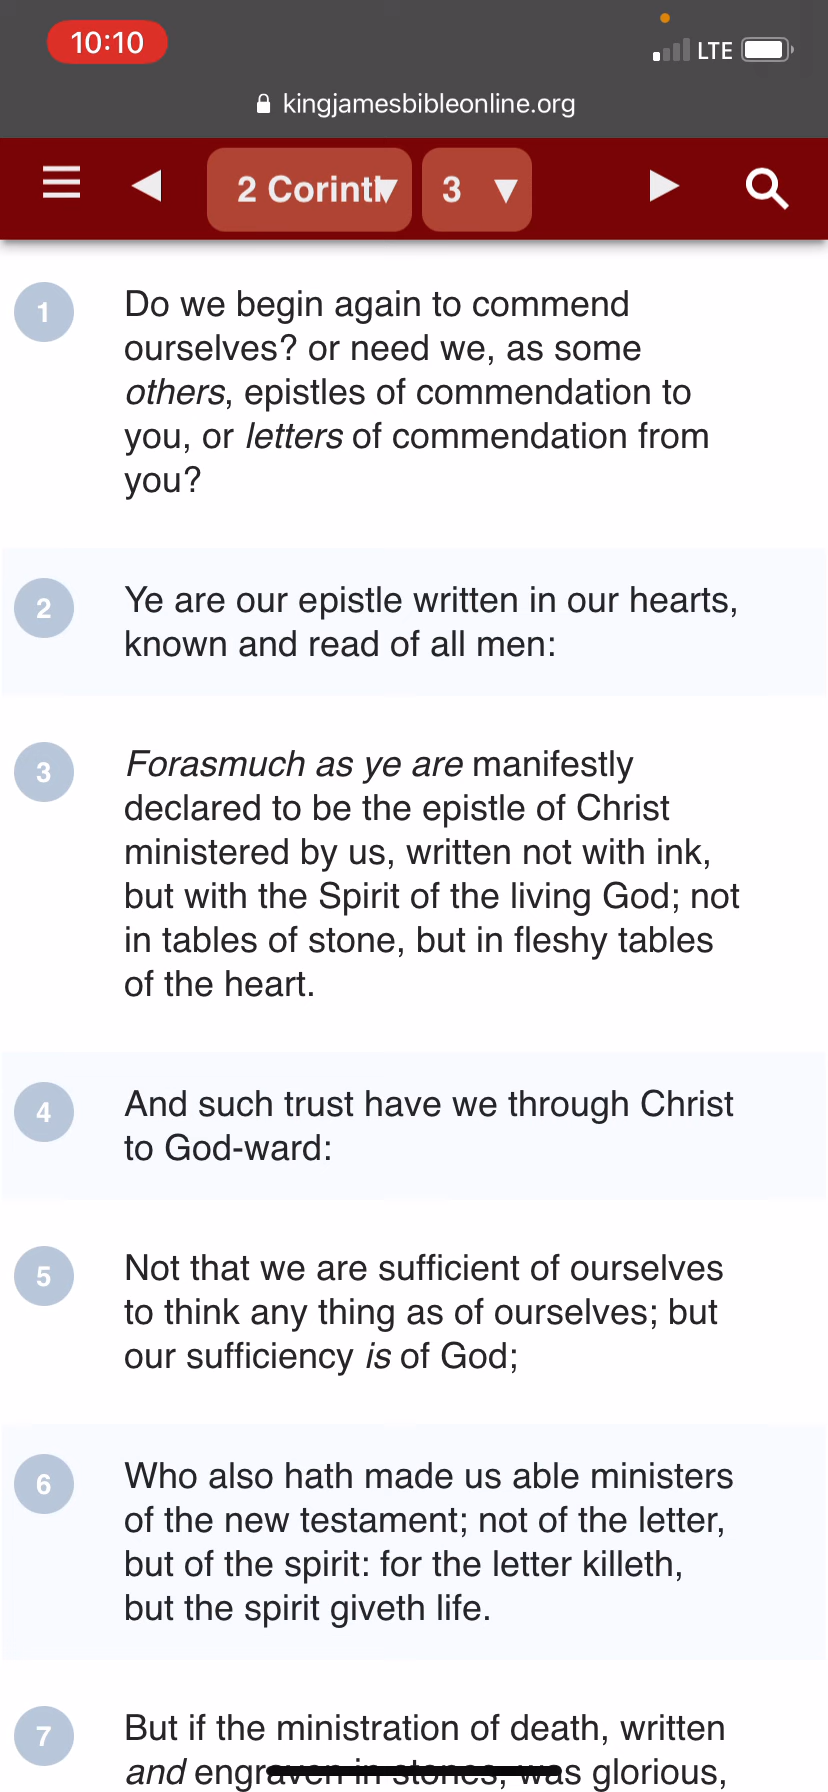 10:10
LTE
kingjamesbibleonline.org
2 Corinth
3
1
Do we begin again to commend
ourselves? or need we, as some
others, epistles of commendation to
you, or letters of commendation from
you?
2
Ye are our epistle written in our hearts,
known and read of all men:
3
Forasmuch as ye are manifestly
declared to be the epistle of Christ
ministered by us, written not with ink,
but with the Spirit of the living God; not
in tables of stone, but in fleshy tables
of the heart.
4
And such trust have we through Christ
to God-ward:
5
Not that we are sufficient of ourselves
to think any thing as of ourselves; but
our sufficiency is of God;
6
Who also hath made us able ministers
of the new testament; not of the letter,
but of the spirit: for the letter killeth,
but the spirit giveth life.
7
But if the ministration of death, written
and engraven in stones, was glorious,